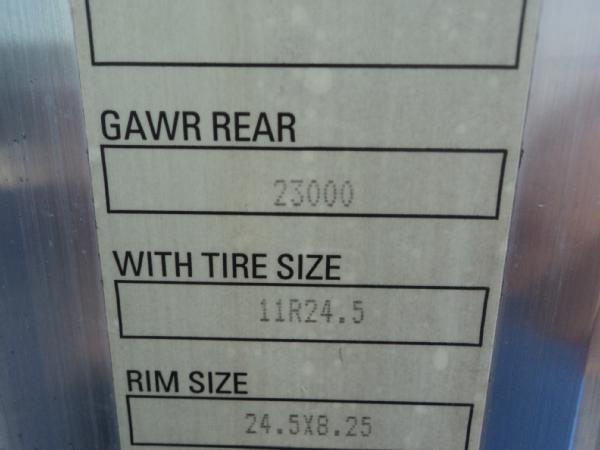 GAWR REAR
23000
WITH TIRE SIZE
11R24.5
RIM SIZE
24.5X8.25